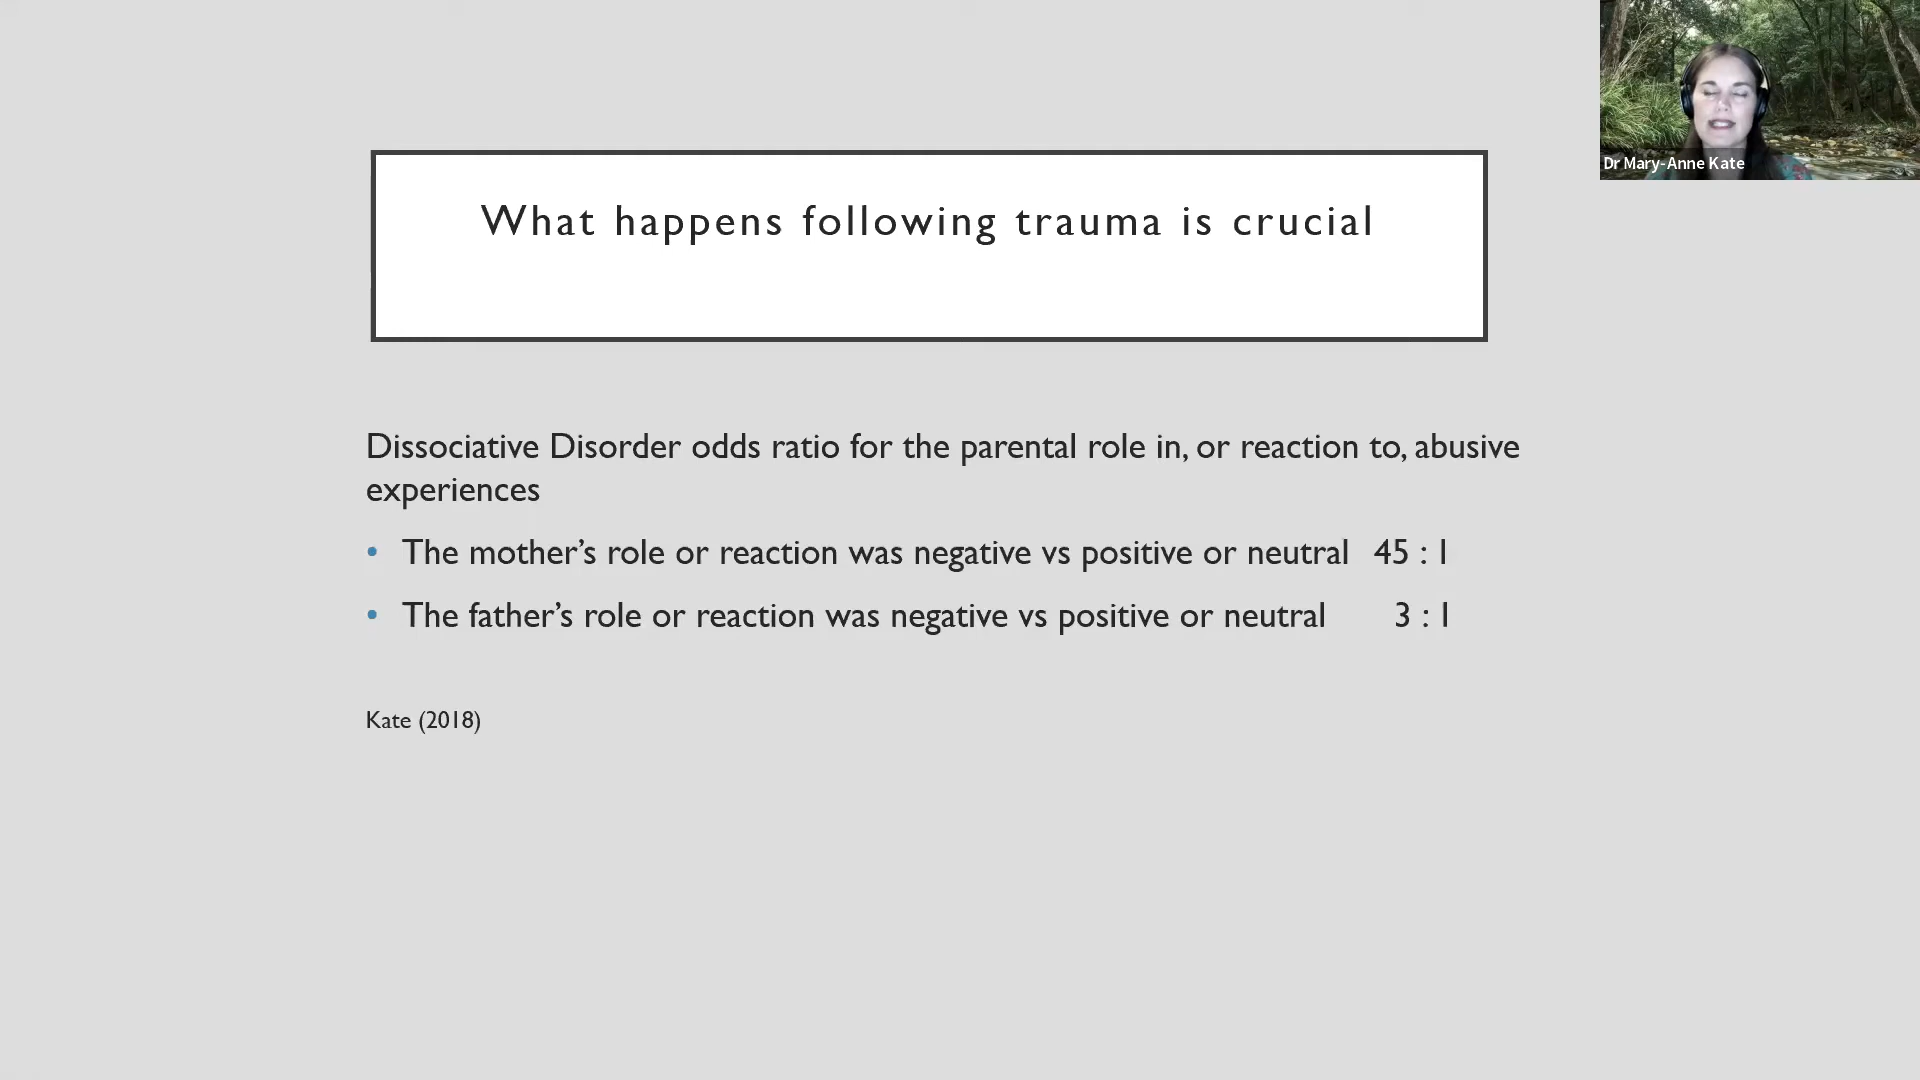 Dr Mary-Anne Kate
What happens following trauma is crucial
Dissociative Disorder odds ratio for the parental role in, or reaction to, abusive
experiences
• The mother’s role or reaction was negative vs positive or neutral 45 : 1
• The father’s role or reaction was negative vs positive or neutral 3 : 1
Kate (2018)